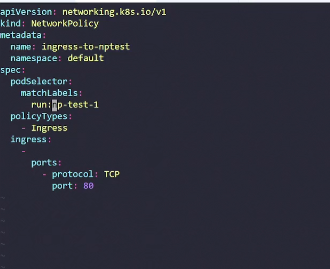 apiVersion: networking.k8s.io/v1
kind: NetworkPolicy
metadata:
  name: ingress-to-nptest
  namespace: default
spec:
  podSelector:
    matchLabels:
      run:np-test-1
  policyTypes:
    - Ingress
  ingress:
    -
      ports:
        - protocol: TCP
          port: 80
~
~
~
~
~